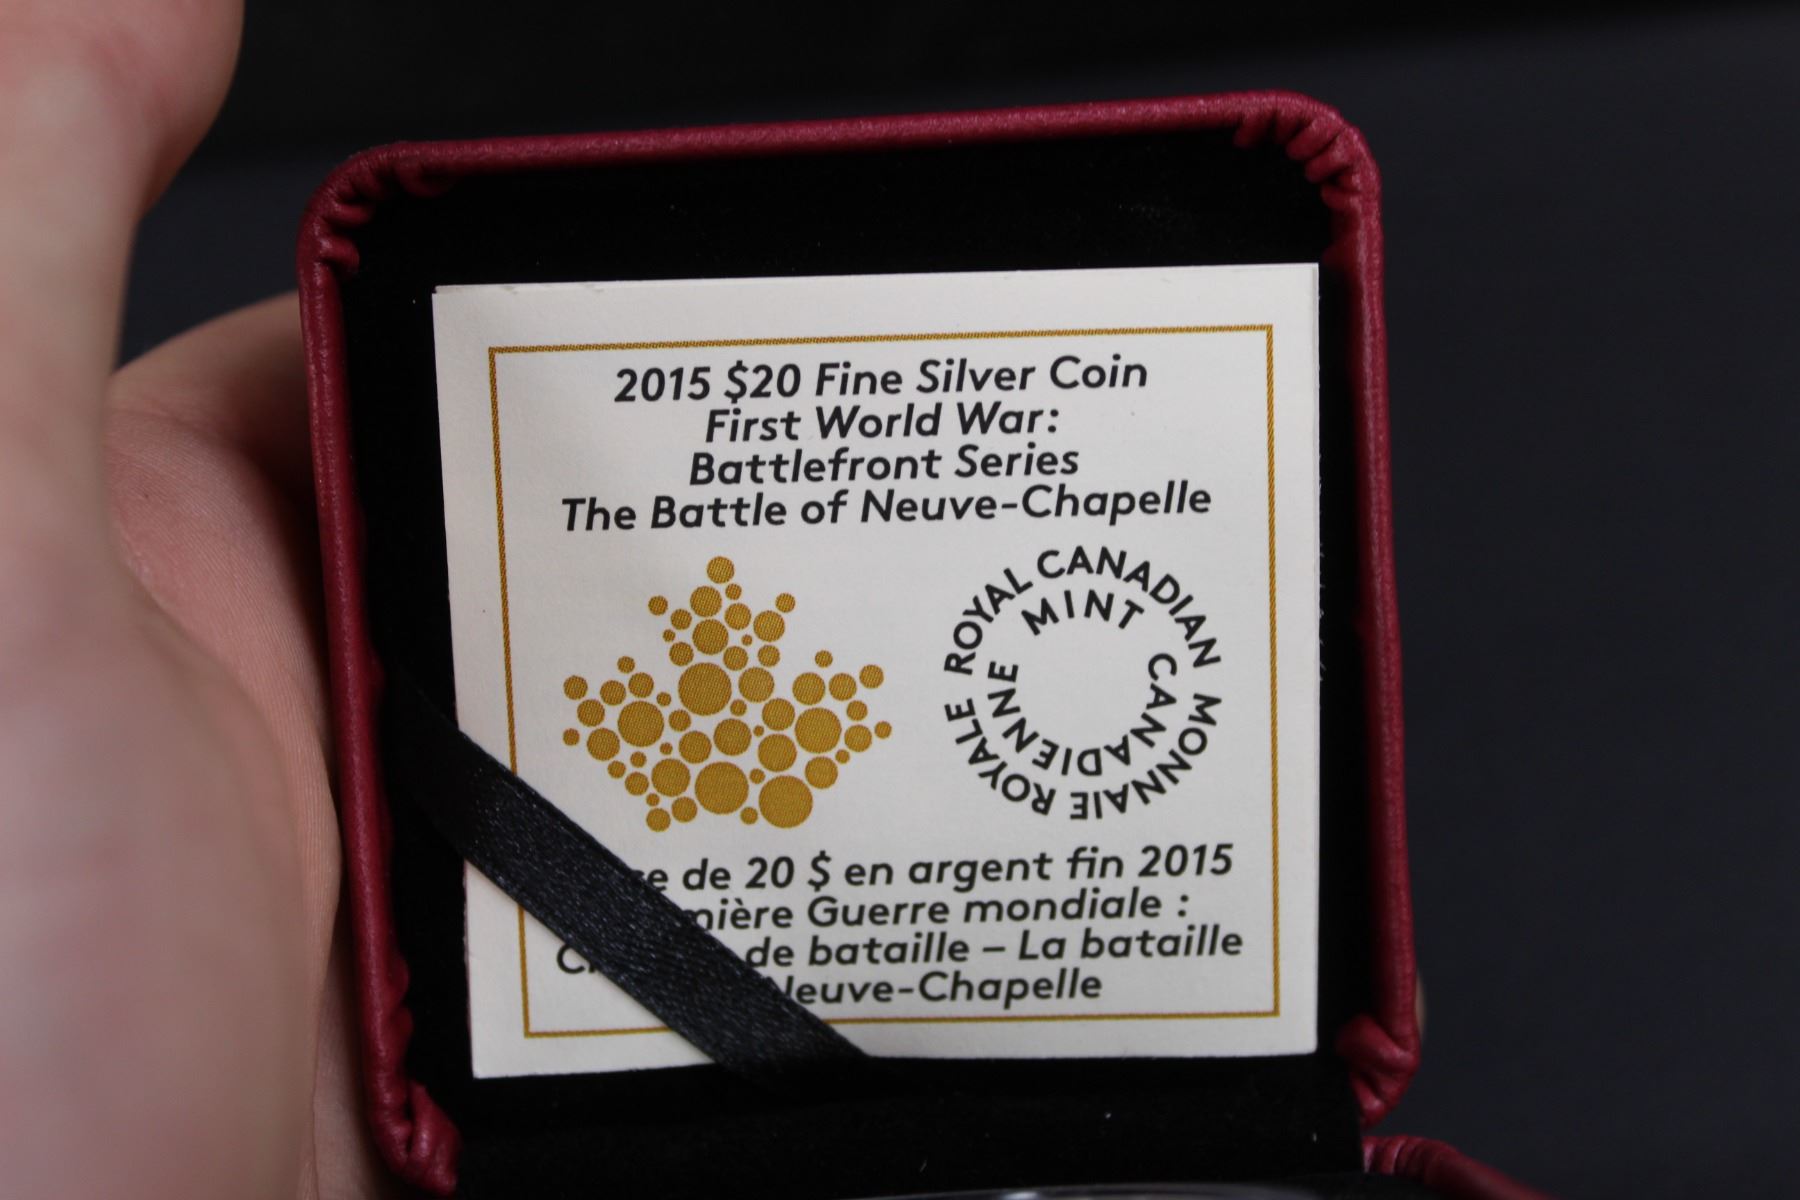 2015 $20 Fine Silver Coin
First World War:
Battlefront Series
The Battle of Neuve-Chapelle
ROYAL CANADIAN MINT
MONNAIE ROYALE CANADIENNE
de 20 $ en argent fin 2015
Guerre mondiale :
de bataille – La bataille
Neuve-Chapelle